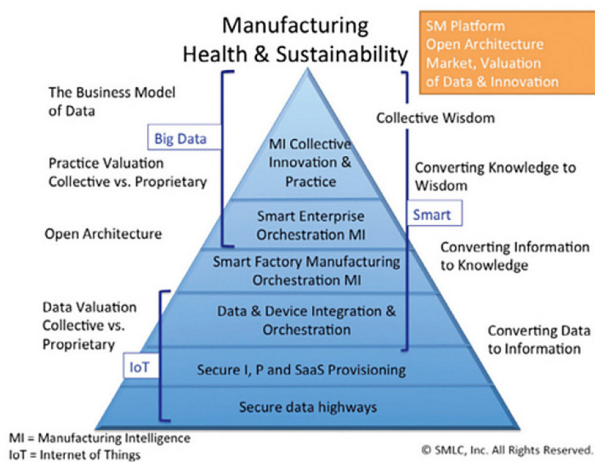 Manufacturing
Health & Sustainability
SM Platform
Open Architecture
Market, Valuation
of Data & Innovation
The Business Model
of Data
Big Data
Practice Valuation
Collective vs. Proprietary
Open Architecture
Data Valuation
Collective vs.
Proprietary
IoT
MI Collective
Innovation &
Practice
Smart Enterprise
Orchestration MI
Smart Factory Manufacturing
Orchestration MI
Data & Device Integration &
Orchestration
Secure I, P and SaaS Provisioning
Secure data highways
Collective Wisdom
Converting Knowledge to
Wisdom
Smart
Converting Information
to Knowledge
Converting Data
to Information
MI = Manufacturing Intelligence
IoT = Internet of Things
© SMLC, Inc. All Rights Reserved.